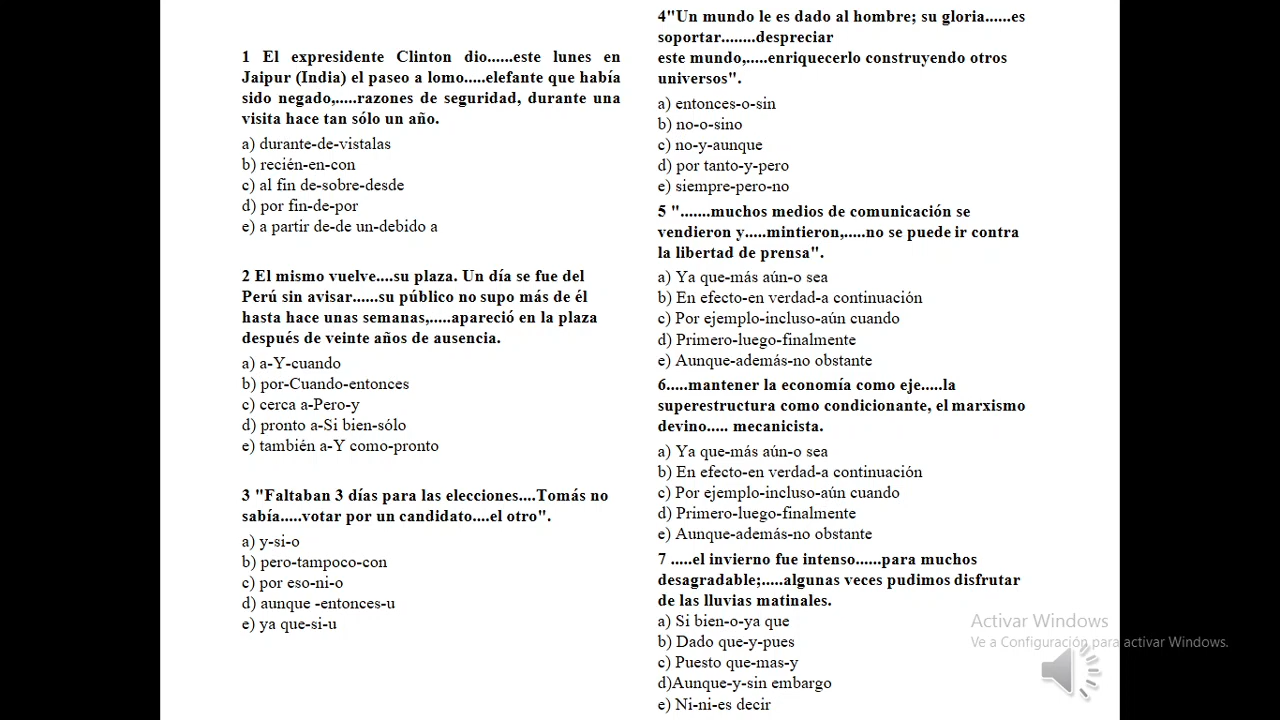 1 El expresidente Clinton dio......este lunes en
Jaipur (India) el paseo a lomo.....elefante que había
sido negado,.....razones de seguridad, durante una
visita hace tan sólo un año.
a) durante-de-vistalas
b) recién-en-con
c) al fin de-sobre-desde
d) por fin-de-por
e) a partir de-de un-debido a
2 El mismo vuelve....su plaza. Un día se fue del
Perú sin avisar......su público no supo más de él
hasta hace unas semanas,.....apareció en la plaza
después de veinte años de ausencia.
a) a-Y-cuando
b) por-Cuando-entonces
c) cerca a-Pero-y
d) pronto a-Si bien-sólo
e) también a-Y como-pronto
3 "Faltaban 3 días para las elecciones....Tomás no
sabía.....votar por un candidato....el otro".
a) y-si-o
b) pero-tampoco-con
c) por eso-ni-o
d) aunque -entonces-u
e) ya que-si-u
4"Un mundo le es dado al hombre; su gloria......es
soportar........despreciar
este mundo,.....enriquecerlo construyendo otros
universos".
a) entonces-o-sin
b) no-o-sino
c) no-y-aunque
d) por tanto-y-pero
e) siempre-pero-no
5 ".......muchos medios de comunicación se
vendieron y.....mintieron,.....no se puede ir contra
la libertad de prensa".
a) Ya que-más aún-o sea
b) En efecto-en verdad-a continuación
c) Por ejemplo-incluso-aún cuando
d) Primero-luego-finalmente
e) Aunque-además-no obstante
6.....mantener la economía como eje.....la
superestructura como condicionante, el marxismo
devino..... mecanicista.
a) Ya que-más aún-o sea
b) En efecto-en verdad-a continuación
c) Por ejemplo-incluso-aún cuando
d) Primero-luego-finalmente
e) Aunque-además-no obstante
7 .....el invierno fue intenso......para muchos
desagradable;.....algunas veces pudimos disfrutar
de las lluvias matinales.
a) Si bien-o-ya que
b) Dado que-y-pues
c) Puesto que-mas-y
d)Aunque-y-sin embargo
e) Ni-ni-es decir
Activar Windows
Ve a Configuración para activar Windows.